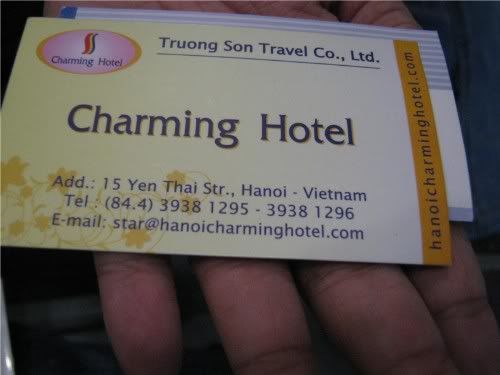 Charming Hotel
Truong Son Travel Co., Ltd.
Charming Hotel
Add.: 15 Yen Thai Str., Hanoi - Vietnam
Tel : (84.4) 3938 1295 - 3938 1296
E-mail: star@hanoicharminghotel.com
hanoicharminghotel.com